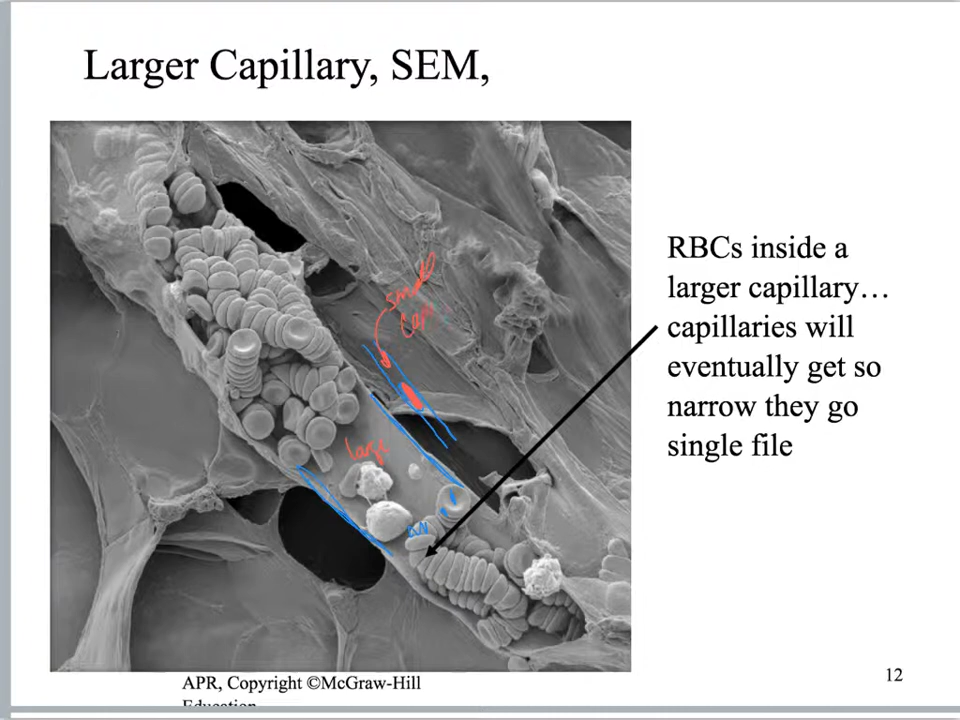 Larger Capillary, SEM,
small
cap
large
RBCs inside a
larger capillary…
capillaries will
eventually get so
narrow they go
single file
12
APR, Copyright ©McGraw-Hill
Education